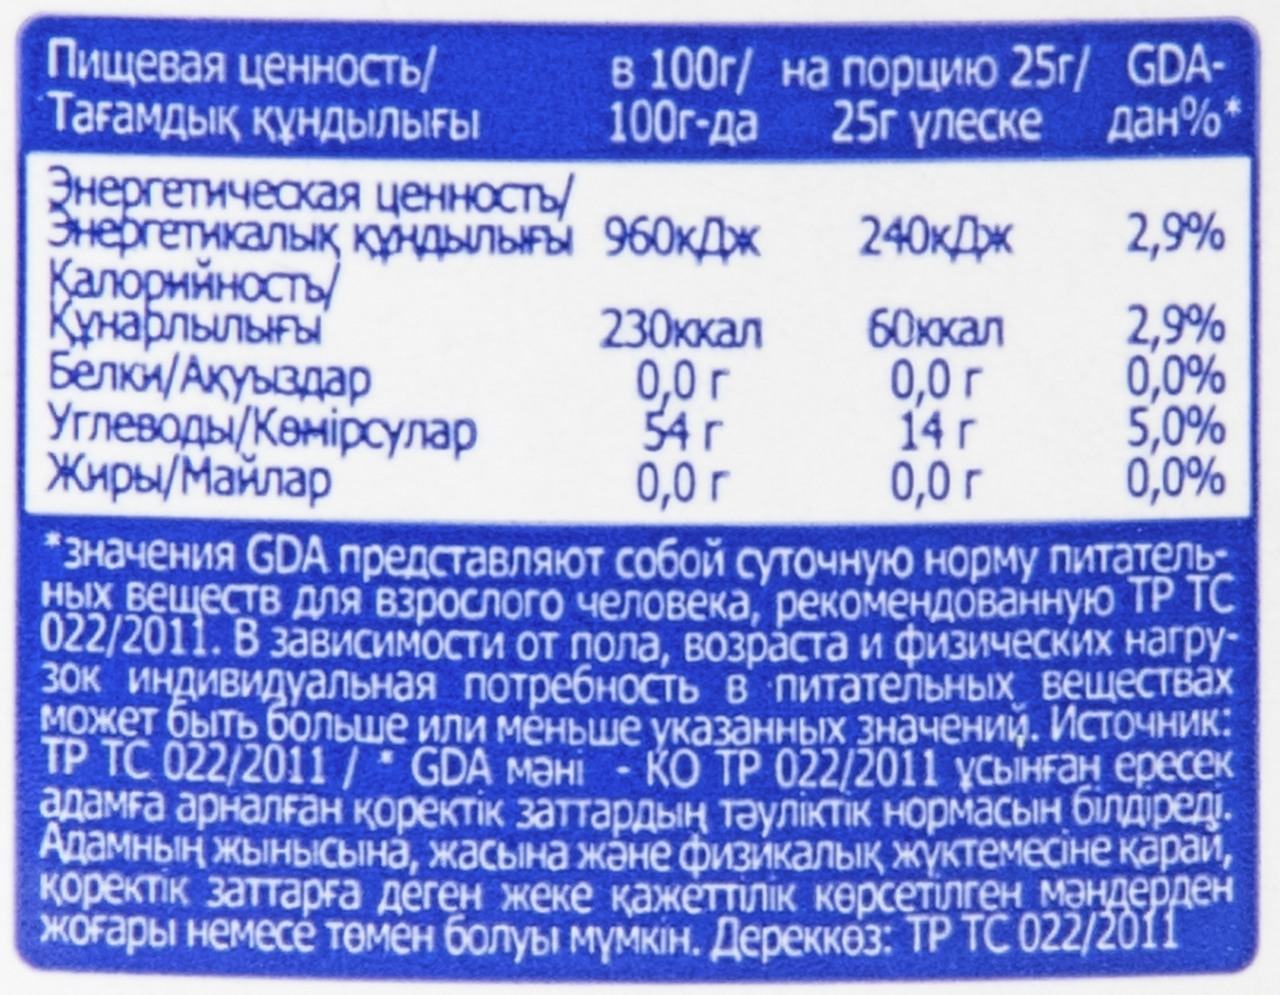 Пищевая ценность/ в 100г/ на порцию 25г/ GDA-
Тағамдық құндылығы 100г-да 25г үлеске дан%*
Энергетическая ценность/
Энергетикалық құндылығы 960кДж 240кДж 2,9%
Калорийность/
Құнарлылығы 230ккал 60ккал 2,9%
Белки/Ақуыздар 0,0 г 0,0 г 0,0%
Углеводы/Көмірсулар 54 г 14 г 5,0%
Жиры/Майлар 0,0 г 0,0 г 0,0%
*значения GDA представляют собой суточную норму питатель-
ных веществ для взрослого человека, рекомендованную ТР ТС
022/2011. В зависимости от пола, возраста и физических нагру-
зок индивидуальная потребность в питательных веществах
может быть больше или меньше указанных значений. Источник:
ТР ТС 022/2011 / * GDA мәні - КО ТР 022/2011 ұсынған ересек
адамға арналған қоректік заттардың тәуліктік нормасын білдіреді.
Адамның жынысына, жасына және физикалық жүктемесіне қарай,
қоректік заттарға деген жеке қажеттілік көрсетілген мәндерден
жоғары немесе төмен болуы мүмкін. Дереккөз: ТР ТС 022/2011